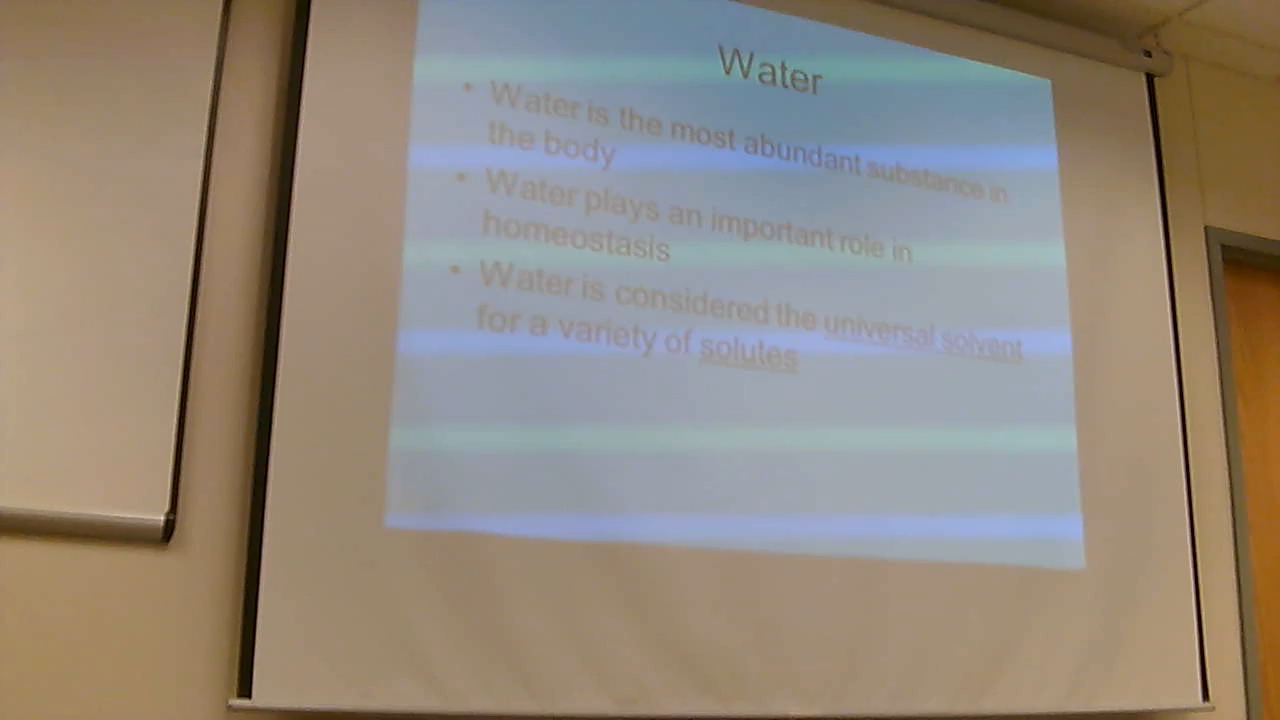 Water
• Water is the most abundant substance in
the body
• Water plays an important role in
homeostasis
• Water is considered the universal solvent
for a variety of solutes